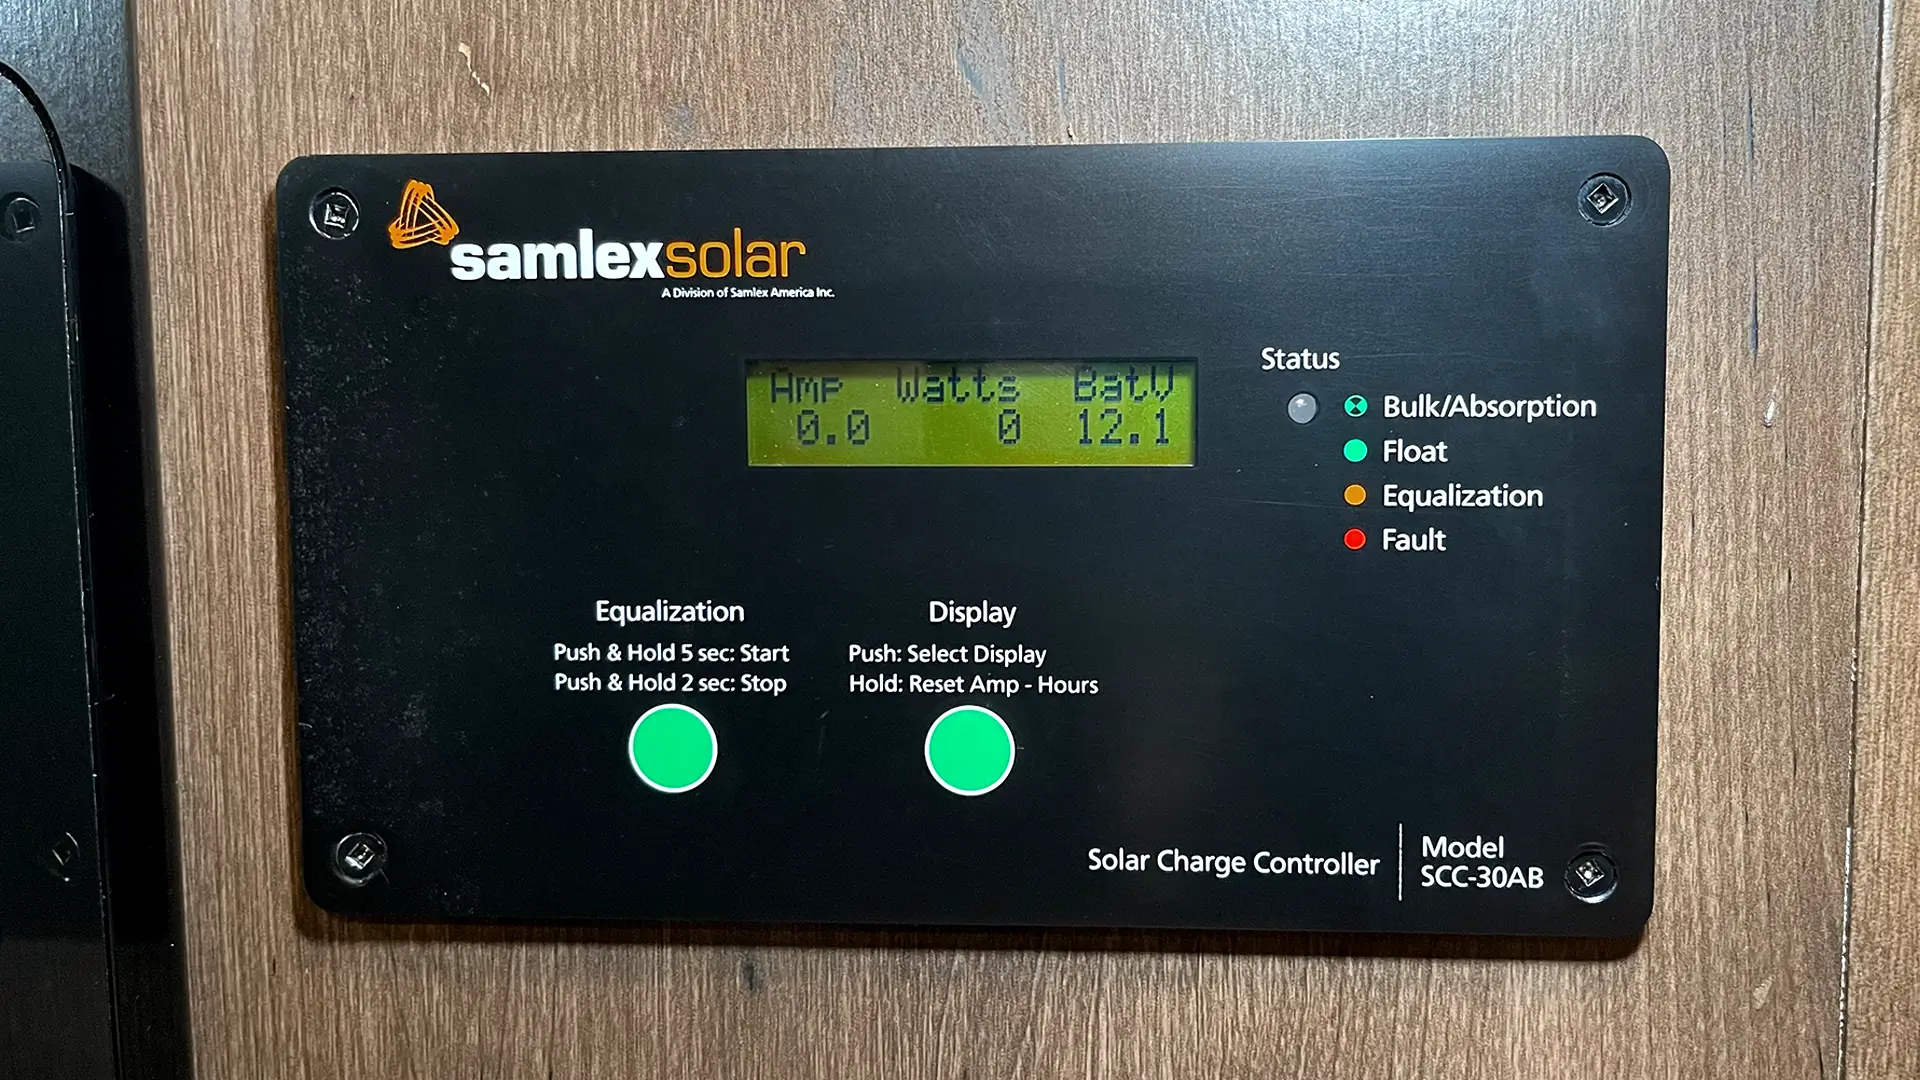 samlexsolar
A Division of Samlex America Inc.
Amp Watts BatV
0.0 0 12.1
Status
Bulk/Absorption
Float
Equalization
Fault
Equalization
Push & Hold 5 sec: Start
Push & Hold 2 sec: Stop
Display
Push: Select Display
Hold: Reset Amp - Hours
Solar Charge Controller
Model
SCC-30AB